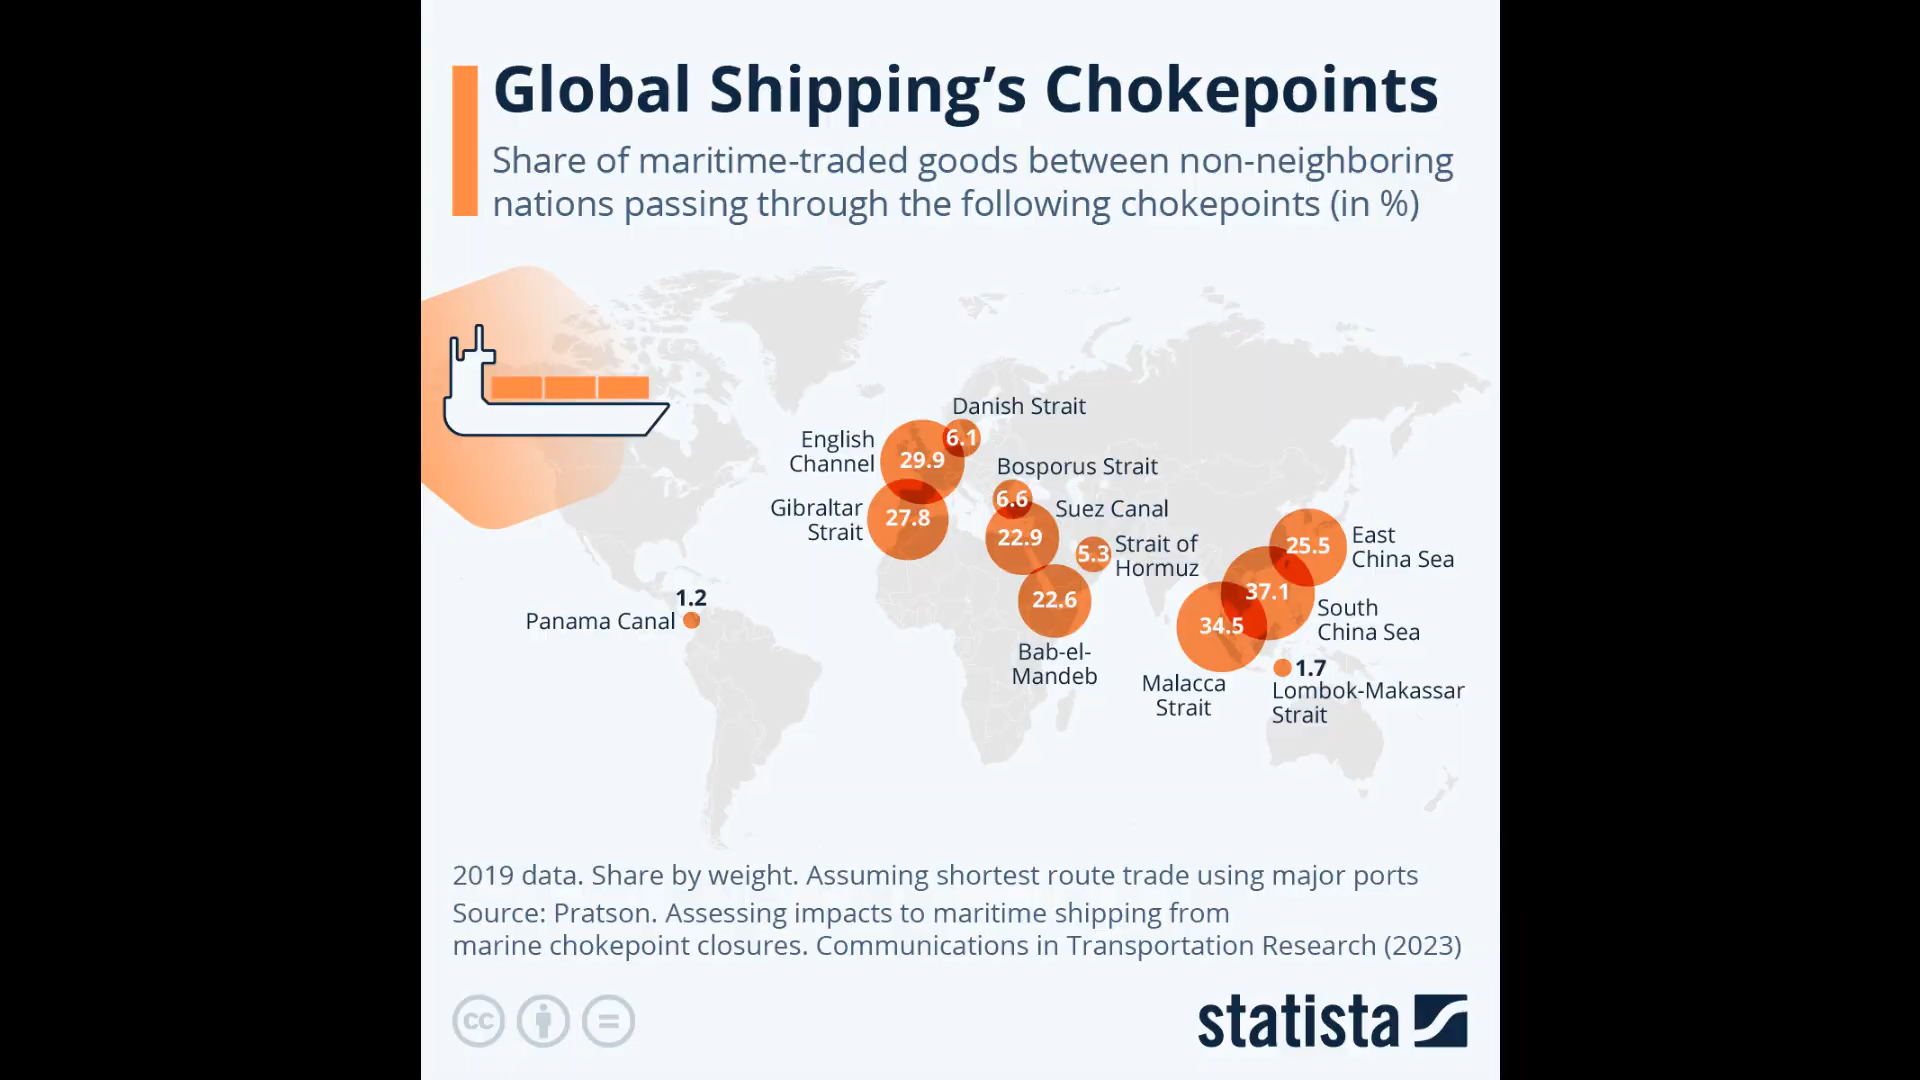 Global Shipping’s Chokepoints
Share of maritime-traded goods between non-neighboring
nations passing through the following chokepoints (in %)
Danish Strait
6.1
English
Channel
29.9
Bosporus Strait
6.6
Gibraltar
Strait
27.8
Suez Canal
22.9
5.3
Strait of
Hormuz
25.5
East
China Sea
1.2
Panama Canal
22.6
Bab-el-
Mandeb
37.1
South
China Sea
34.5
Malacca
Strait
1.7
Lombok-Makassar
Strait
2019 data. Share by weight. Assuming shortest route trade using major ports
Source: Pratson. Assessing impacts to maritime shipping from
marine chokepoint closures. Communications in Transportation Research (2023)
cc
statista